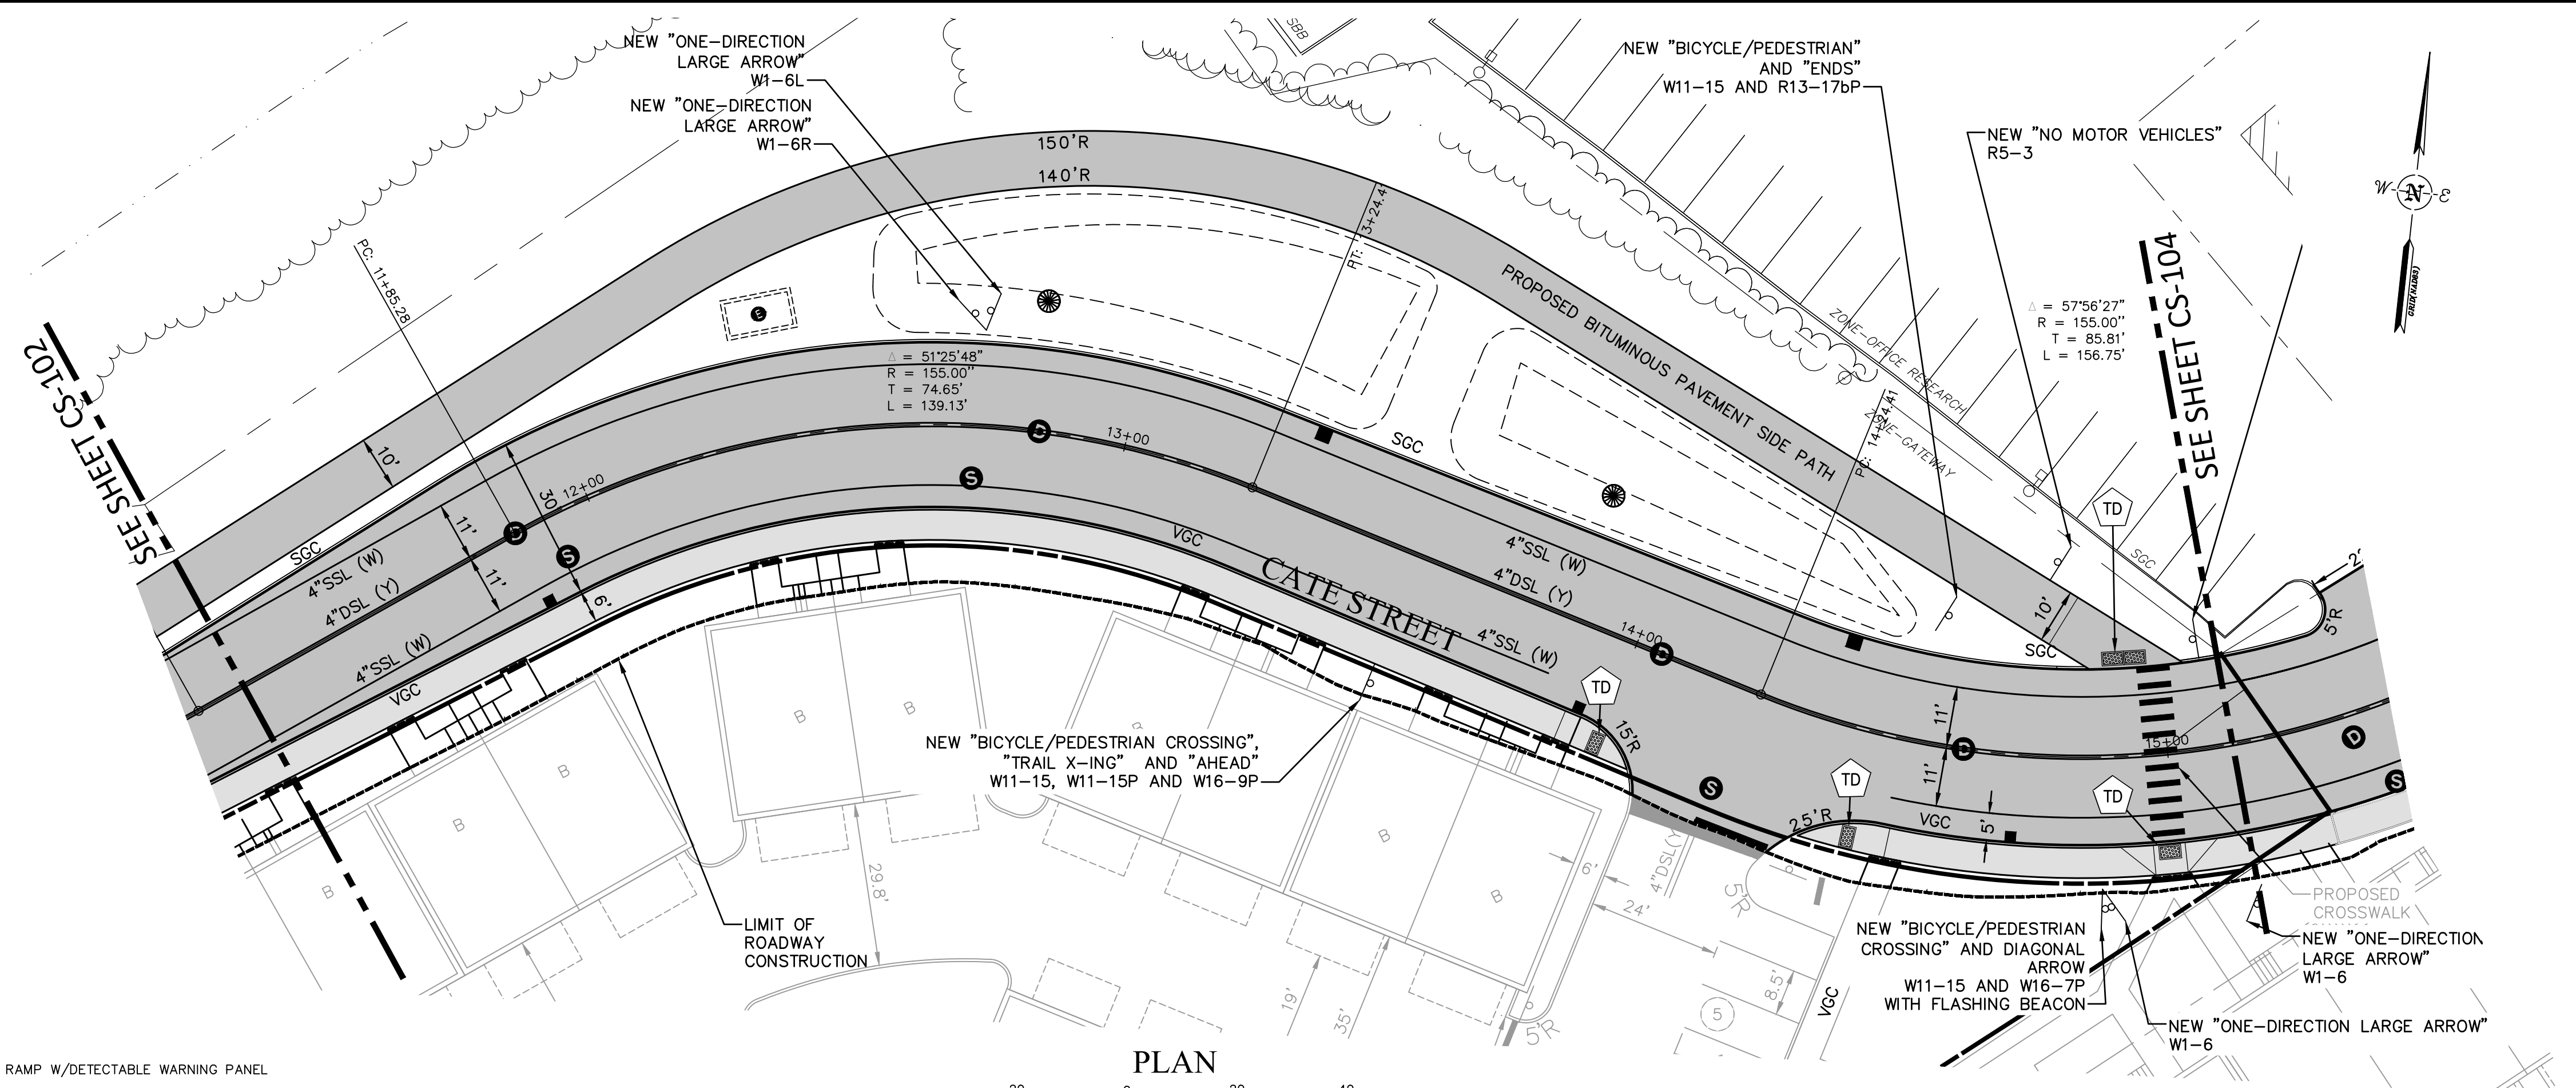 NEW "ONE-DIRECTION
LARGE ARROW"
W1-6L
NEW "ONE-DIRECTION
LARGE ARROW"
W1-6R
SBB
NEW "BICYCLE/PEDESTRIAN"
AND "ENDS"
W11-15 AND R13-17bP
NEW "NO MOTOR VEHICLES"
R5-3
W
N
E
GRID(NAD83)
150'R
140'R
PC: 11+85.28
PT: 13+24.41
PROPOSED BITUMINOUS PAVEMENT SIDE PATH
ZONE-OFFICE RESEARCH
ZONE-GATEWAY
PC: 14+24.41
Δ = 57°56'27"
R = 155.00"
T = 85.81'
L = 156.75'
SEE SHEET CS-104
SEE SHEET CS-102
E
Δ = 51°25'48"
R = 155.00"
T = 74.65'
L = 139.13'
10'
SGC
11'
11'
30
6'
12+00
13+00
14+00
15+00
D
S
D
S
D
S
D
D
S
4"SSL (W)
4"DSL (Y)
4"SSL (W)
VGC
SGC
VGC
CATE STREET
4"SSL (W)
4"DSL (Y)
4"SSL (W)
TD
TD
TD
TD
SGC
SGC
10'
2'
5'R
15'R
25'R
11'
11'
VGC
5'
B
B
B
B
B
B
B
B
NEW "BICYCLE/PEDESTRIAN CROSSING",
"TRAIL X-ING" AND "AHEAD"
W11-15, W11-15P AND W16-9P
LIMIT OF
ROADWAY
CONSTRUCTION
29.8'
19'
35'
6'
24'
4"DSL(Y)
5'R
5'R
8.5'
5
VGC
NEW "BICYCLE/PEDESTRIAN
CROSSING" AND DIAGONAL
ARROW
W11-15 AND W16-7P
WITH FLASHING BEACON
PROPOSED
CROSSWALK
NEW "ONE-DIRECTION
LARGE ARROW"
W1-6
NEW "ONE-DIRECTION LARGE ARROW"
W1-6
RAMP W/DETECTABLE WARNING PANEL
PLAN